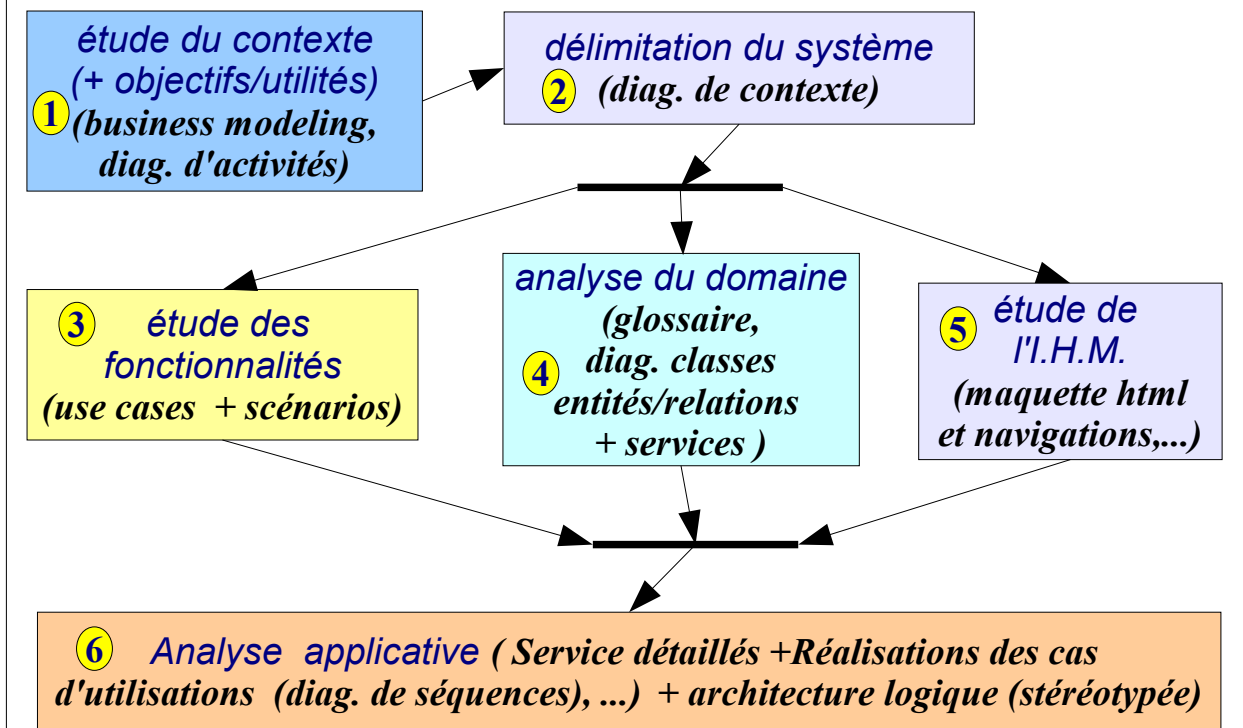 étude du contexte
(+ objectifs/utilités)
1 (business modeling,
diag. d'activités)
délimitation du système
2 (diag. de contexte)
3 étude des
fonctionnalités
(use cases + scénarios)
analyse du domaine
(glossaire,
diag. classes
4 entités/relations
+ services )
5 étude de
l'I.H.M.
(maquette html
et navigations,...)
6 Analyse applicative ( Service détaillés +Réalisations des cas
d'utilisations (diag. de séquences), ...) + architecture logique (stéréotypée)